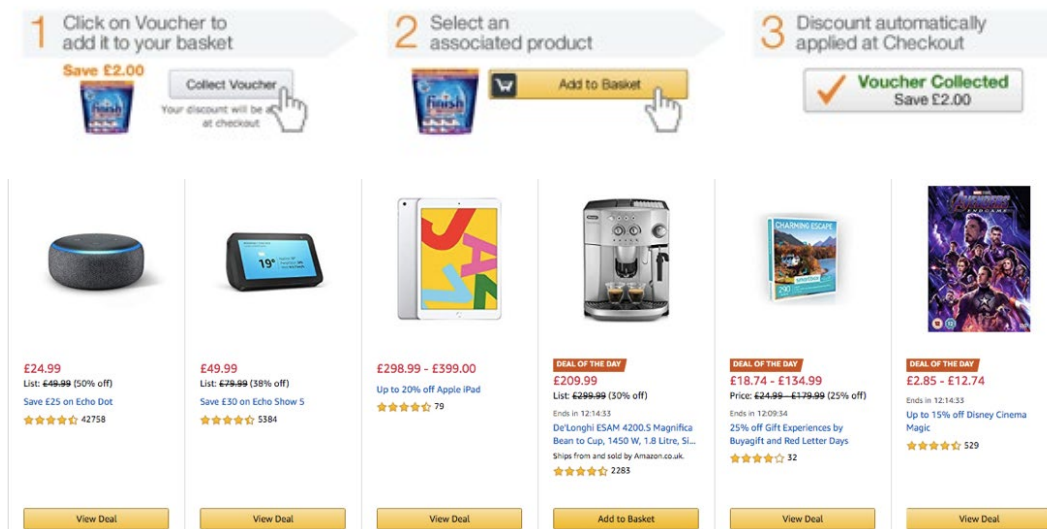 1 Click on Voucher to
add it to your basket
Save £2.00
finish
Collect Voucher
Your discount will be a
at checkout
2 Select an
associated product
finish
Add to Basket
3 Discount automatically
applied at Checkout
Voucher Collected
Save £2.00
19°
£24.99
List: £49.99 (50% off)
Save £25 on Echo Dot
42758
View Deal
£49.99
List: £79.99 (38% off)
Save £30 on Echo Show 5
5384
View Deal
£298.99 - £399.00
Up to 20% off Apple iPad
79
View Deal
DEAL OF THE DAY
£209.99
List: £299.99 (30% off)
Ends in 12:14:33
De'Longhi ESAM 4200.S Magnifica
Bean to Cup, 1450 W, 1.8 Litre, Si...
Ships from and sold by Amazon.co.uk.
2283
Add to Basket
CHARMING ESCAPE
DEAL OF THE DAY
£18.74 - £134.99
Price: £24.99 - £179.99 (25% off)
Ends in 12:09:34
25% off Gift Experiences by
Buyagift and Red Letter Days
32
View Deal
AVENGERS
ENDGAME
DEAL OF THE DAY
£2.85 - £12.74
Ends in 12:14:33
Up to 15% off Disney Cinema
Magic
529
View Deal